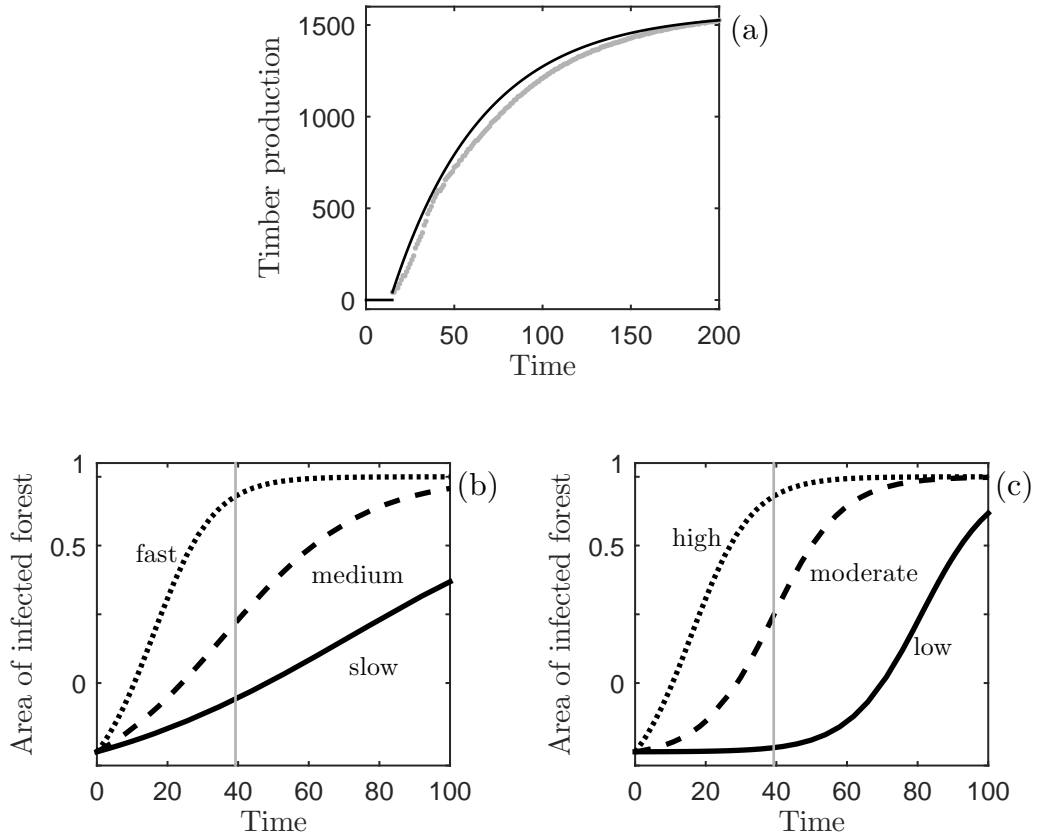 1500
1000
500
0
Timber production
0 50 100 150 200
Time
(a)
1
0.5
0
Area of infected forest
fast
medium
slow
0 20 40 60 80 100
Time
(b)
1
0.5
0
Area of infected forest
high
moderate
low
0 20 40 60 80 100
Time
(c)